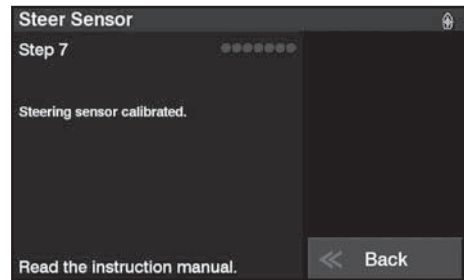 Steer Sensor
Step 7
Steering sensor calibrated.
Read the instruction manual.
Back